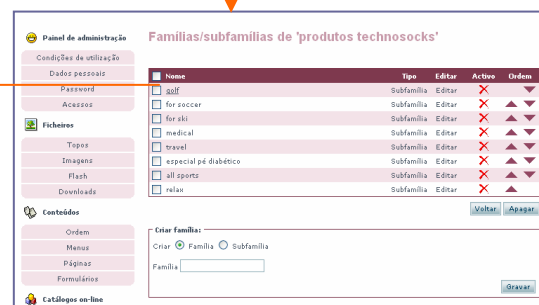 Painel de administração
Condições de utilização
Dados pessoais
Password
Acessos
Ficheiros
Topos
Imagens
Flash
Downloads
Conteúdos
Ordem
Menus
Páginas
Formulários
Catálogos on-line
Famílias/subfamílias de 'produtos technosocks'
Nome Tipo Editar Activo Ordem
golf Subfamília Editar
for soccer Subfamília Editar
for ski Subfamília Editar
medical Subfamília Editar
travel Subfamília Editar
especial pé diabético Subfamília Editar
all sports Subfamília Editar
relax Subfamília Editar
Voltar Apagar
Criar família:
Criar Família Subfamília
Família
Gravar